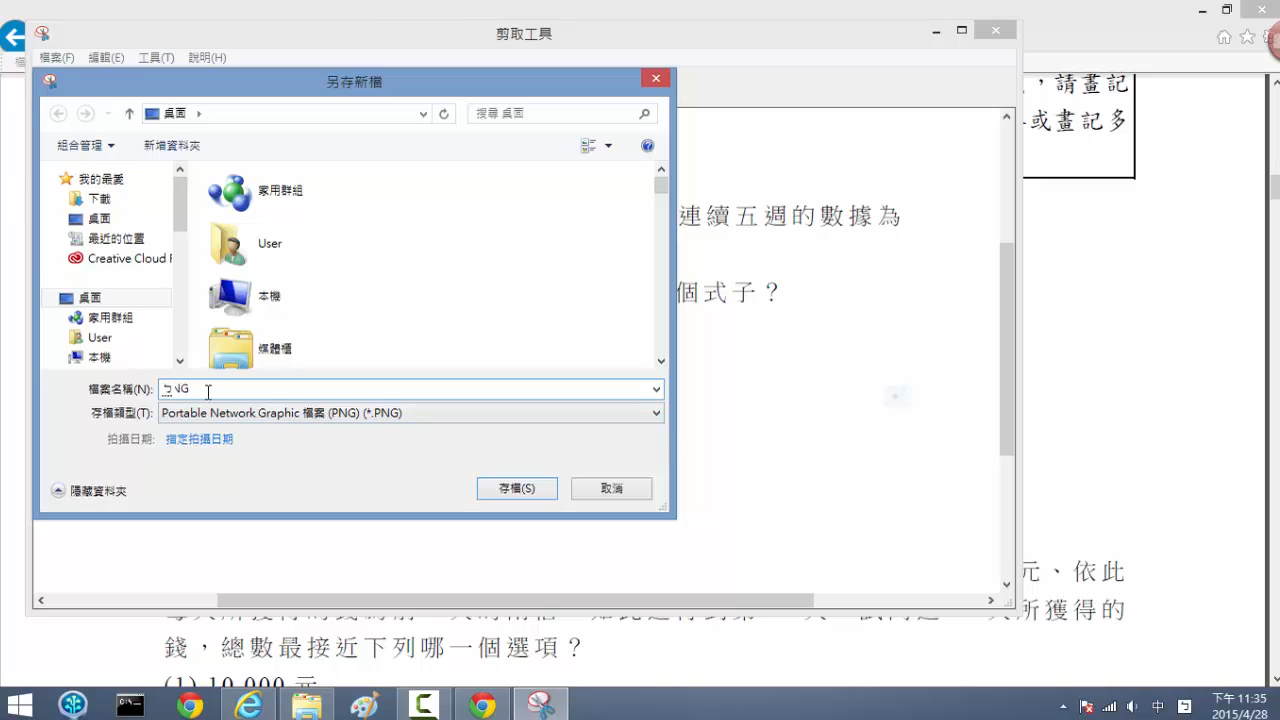 剪取工具
檔案(F) 編輯(E) 工具(T) 說明(H)
另存新檔
桌面
搜尋 桌面
組合管理 新增資料夾
我的最愛
下載
桌面
最近的位置
Creative Cloud F
桌面
家用群組
User
本機
家用群組
User
本機
媒體櫃
檔案名稱(N): NG
存檔類型(T): Portable Network Graphic 檔案 (PNG) (*.PNG)
拍攝日期: 指定拍攝日期
隱藏資料夾
存檔(S) 取消
，請畫記
或畫記多
連續五週的數據為
個式子？
元、依此
所獲得的
錢，總數最接近下列哪一個選項？
(1) 10,000 元
中
下午 11:35
2015/4/28